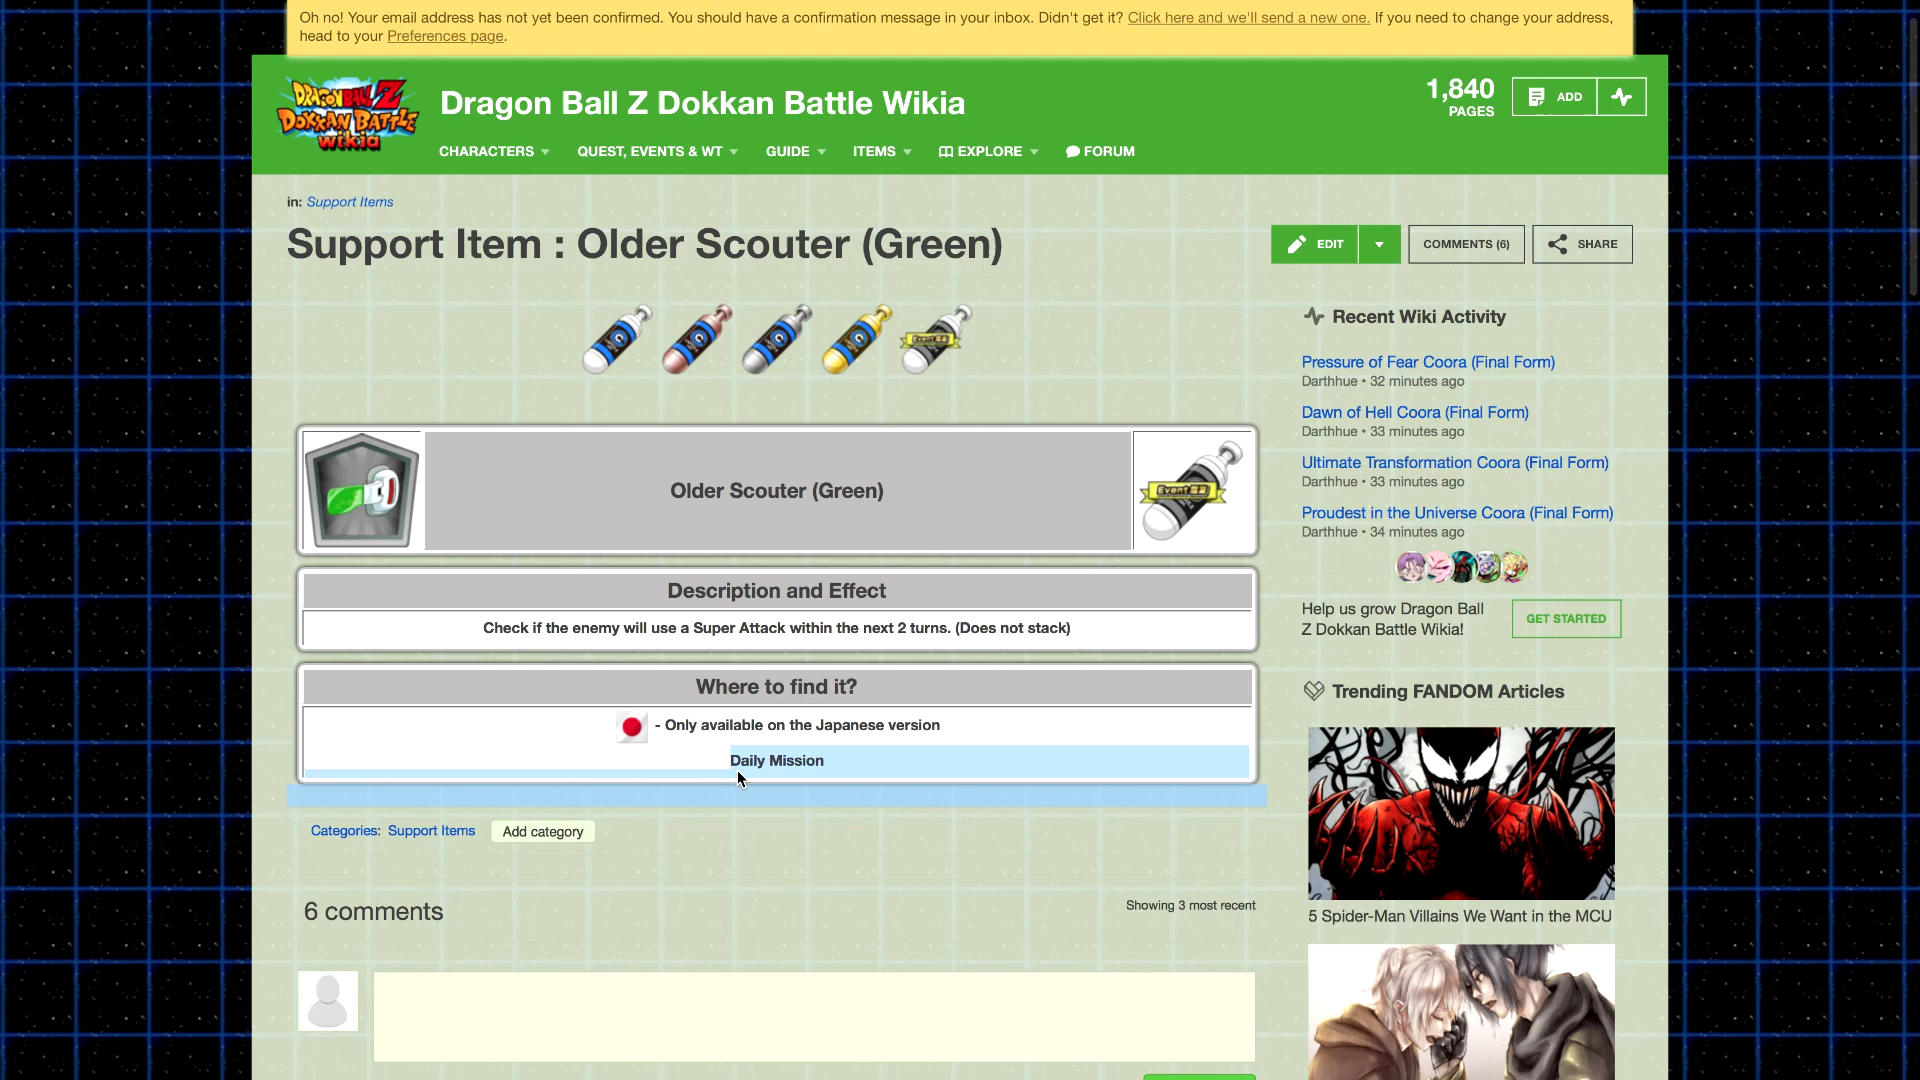 Oh no! Your email address has not yet been confirmed. You should have a confirmation message in your inbox. Didn't get it? Click here and we'll send a new one. If you need to change your address,
head to your Preferences page.
DRAGON BALL Z
DOKKAN BATTLE
wikia
Dragon Ball Z Dokkan Battle Wikia
1,840
PAGES
ADD
CHARACTERS
QUEST, EVENTS & WT
GUIDE
ITEMS
EXPLORE
FORUM
in: Support Items
Support Item : Older Scouter (Green)
EDIT
COMMENTS (6)
SHARE
Older Scouter (Green)
Description and Effect
Check if the enemy will use a Super Attack within the next 2 turns. (Does not stack)
Where to find it?
- Only available on the Japanese version
Daily Mission
Categories: Support Items
Add category
6 comments
Showing 3 most recent
Recent Wiki Activity
Pressure of Fear Coora (Final Form)
Darthhue • 32 minutes ago
Dawn of Hell Coora (Final Form)
Darthhue • 33 minutes ago
Ultimate Transformation Coora (Final Form)
Darthhue • 33 minutes ago
Proudest in the Universe Coora (Final Form)
Darthhue • 34 minutes ago
Help us grow Dragon Ball
Z Dokkan Battle Wikia!
GET STARTED
Trending FANDOM Articles
5 Spider-Man Villains We Want in the MCU